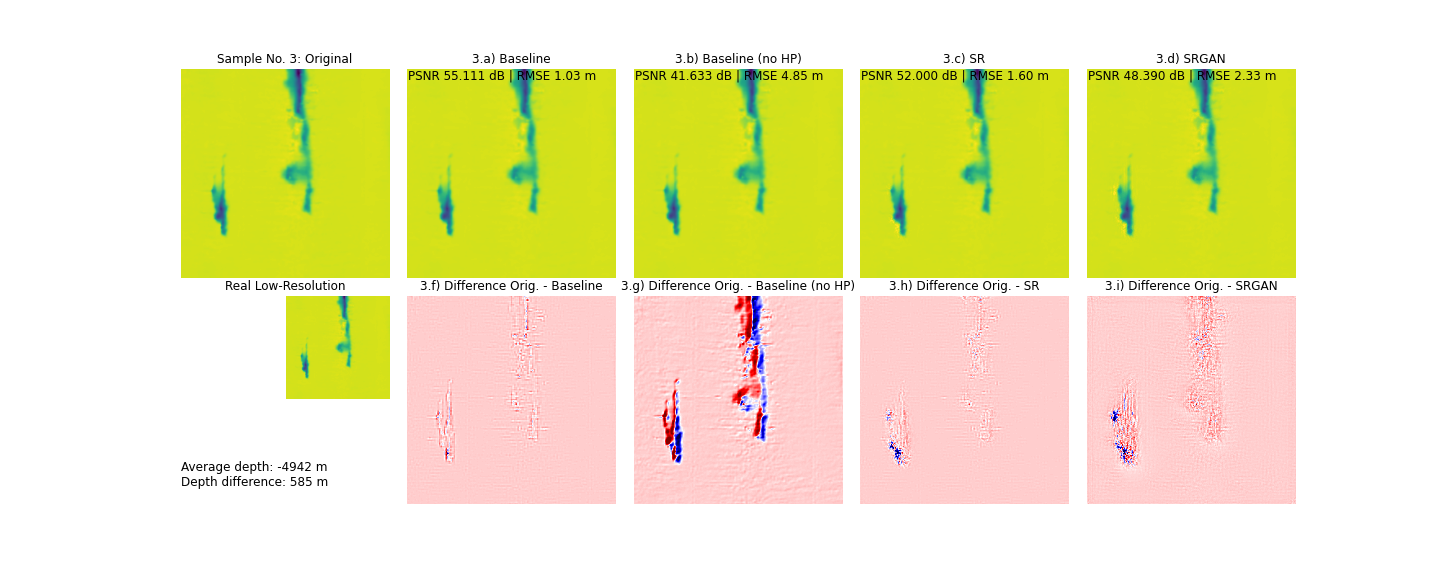 Sample No. 3: Original
3.a) Baseline
3.b) Baseline (no HP)
3.c) SR
3.d) SRGAN
PSNR 55.111 dB | RMSE 1.03 m
PSNR 41.633 dB | RMSE 4.85 m
PSNR 52.000 dB | RMSE 1.60 m
PSNR 48.390 dB | RMSE 2.33 m
Real Low-Resolution
3.f) Difference Orig. - Baseline
3.g) Difference Orig. - Baseline (no HP)
3.h) Difference Orig. - SR
3.i) Difference Orig. - SRGAN
Average depth: -4942 m
Depth difference: 585 m